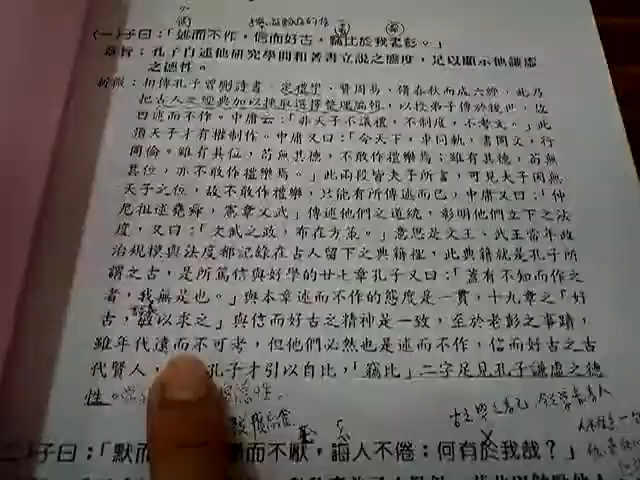 (一)子曰：「述而不作，信而好古，竊比於我老彭。」
意旨：孔子自述他研究學問和著書立說之態度，足以顯示他謙虛
之德性。
析微：相傳孔子曾刪詩書、定禮樂、贊周易、脩春秋而成六經，此乃
把古人之經典加以採取選擇整理編輯，以授弟子傳於後世，故
曰述而不作。中庸云：「非天子不議禮，不制度，不考文。」此
須天子才有權制作。中庸又曰：「今天下，車同軌，書同文，行
同倫。雖有其位，苟無其德，不敢作禮樂焉；雖有其德，苟無
其位，亦不敢作禮樂焉。」此兩段皆夫子所言，可見夫子因無
天子之位，故不敢作禮樂，只能有所傳述而已，中庸又曰：「仲
尼祖述堯舜，憲章文武」傳述他們之道統，彰明他們立下之法
度，又曰：「文武之政，布在方策。」意思是文王、武王當年政
治規模與法度都記錄在古人留下之典籍裡，此典籍就是孔子所
謂之古，是所篤信與好學的廿七章孔子又曰：「蓋有不知而作之
者，我無是也。」與本章述而不作的態度是一貫，十九章之「好
古，敏以求之」與信而好古之精神是一致，至於老彭之事蹟，
雖年代遠而不可考，但他們必然也是述而不作，信而好古之古
代賢人，孔子才引以自比，「竊比」二字足見孔子謙虛之德
性。
子曰：「默而 而不厭，誨人不倦：何有於我哉？」